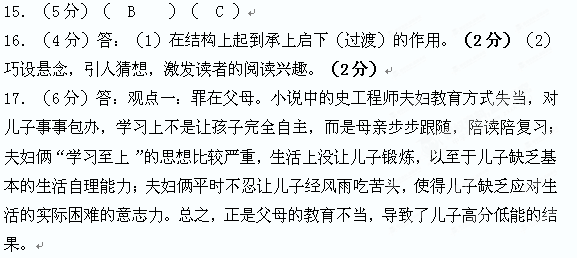 15．（5分）（ B ）（ C ）
16．（4分）答：（1）在结构上起到承上启下（过渡）的作用。（2分）（2）
巧设悬念，引人猜想，激发读者的阅读兴趣。（2分）
17．（6分）答：观点一：罪在父母。小说中的史工程师夫妇教育方式失当，对
儿子事事包办，学习上不是让孩子完全自主，而是母亲步步跟随，陪读陪复习；
夫妇俩“学习至上”的思想比较严重，生活上没让儿子锻炼，以至于儿子缺乏基
本的生活自理能力；夫妇俩平时不忍让儿子经风雨吃苦头，使得儿子缺乏应对生
活的实际困难的意志力。总之，正是父母的教育不当，导致了儿子高分低能的结
果。